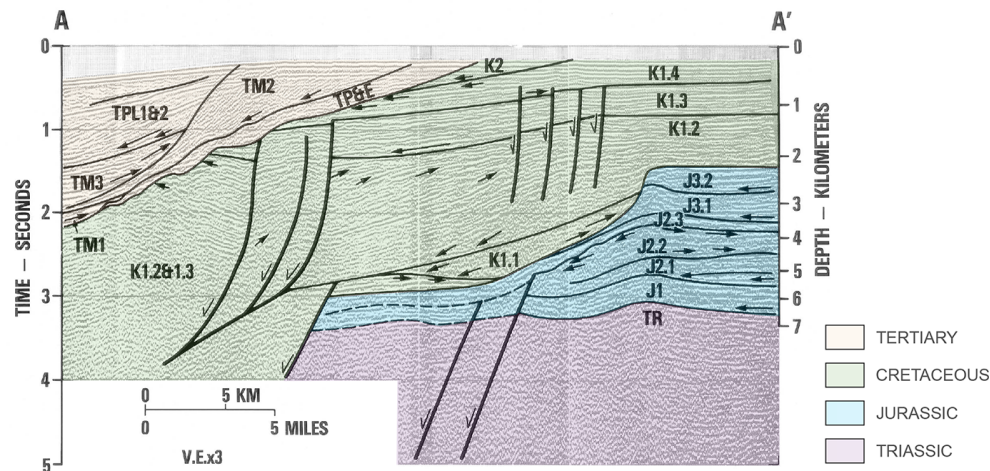 A
A'
0
0
K2
K1.4
TM2
TP&E
K1.3
TPL1&2
1
1
K1.2
2
TM3
J3.2
2
J3.1
3
J2.3
TM1
4
J2.2
K1.1
K1.2&1.3
J2.1
5
3
J1
6
TR
7
TIME – SECONDS
DEPTH – KILOMETERS
4
0
5 KM
0
5 MILES
V.E.x3
5
TERTIARY
CRETACEOUS
JURASSIC
TRIASSIC